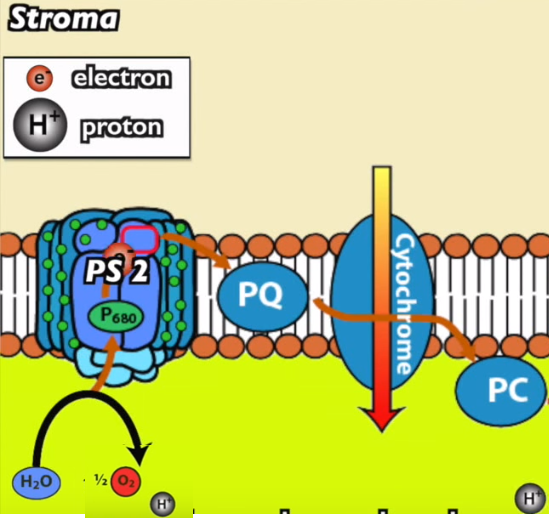 Stroma
e- electron
H+ proton
PS 2
P680
PQ
Cytochrome
PC
H2O
· ½ O2
H+
H+